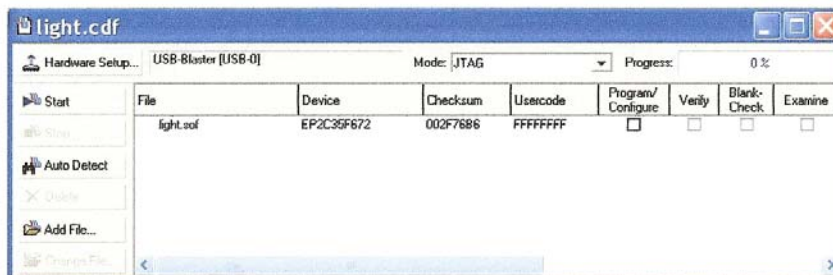 light.cdf
Hardware Setup... USB-Blaster [USB-0] Mode: JTAG Progress: 0 %
Start
Stop
Auto Detect
Delete
Add File...
Change File...
File Device Checksum Usercode Program/ Configure Verify Blank- Check Examine
light.sof EP2C35F672 002F76B6 FFFFFFFF